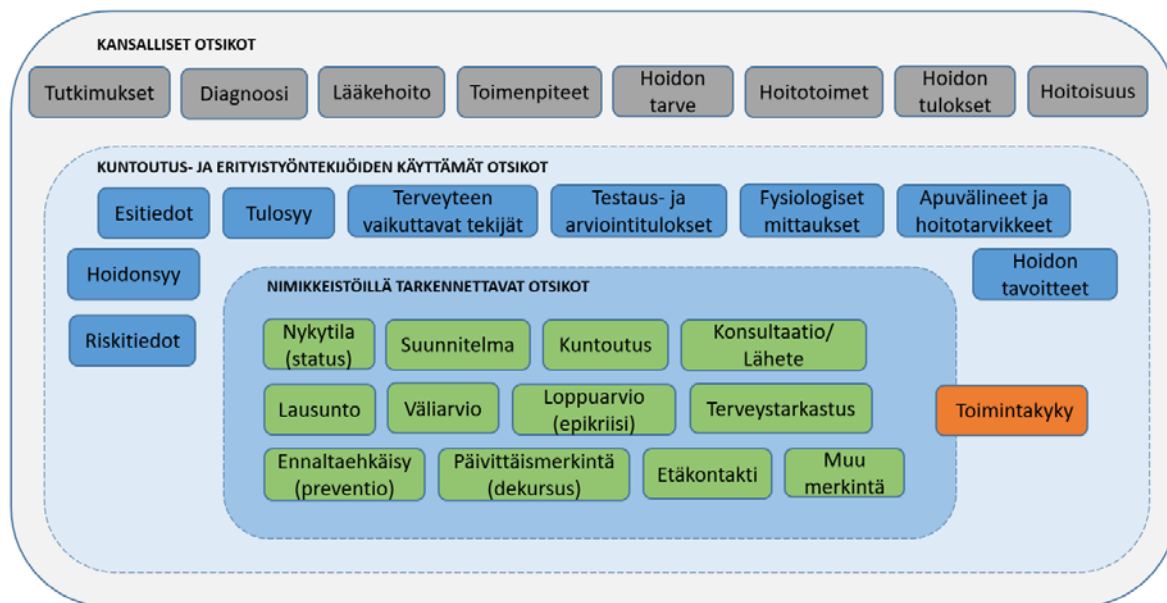 KANSALLISET OTSIKOT
Tutkimukset
Diagnoosi
Lääkehoito
Toimenpiteet
Hoidon
tarve
Hoitotoimet
Hoidon
tulokset
Hoitoisuus
KUNTOUTUS- JA ERITYISTYÖNTEKIJÖIDEN KÄYTTÄMÄT OTSIKOT
Esitiedot
Tulosyy
Terveyteen
vaikuttavat tekijät
Testaus- ja
arviointitulokset
Fysiologiset
mittaukset
Apuvälineet ja
hoitotarvikkeet
Hoidonsyy
Hoidon
tavoitteet
Riskitiedot
NIMIKKEISTÖILLÄ TARKENNETTAVAT OTSIKOT
Nykytila
(status)
Suunnitelma
Kuntoutus
Konsultaatio/
Lähete
Lausunto
Väliarvio
Loppuarvio
(epikriisi)
Terveystarkastus
Toimintakyky
Ennaltaehkäisy
(preventio)
Päivittäismerkintä
(dekursus)
Etäkontakti
Muu
merkintä